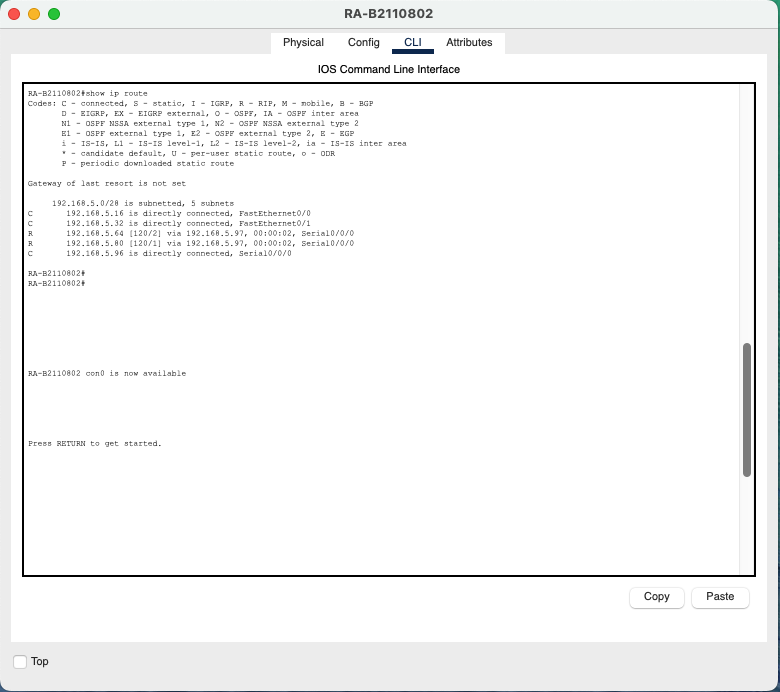 RA-B2110802
Physical Config CLI Attributes
IOS Command Line Interface
RA-B2110802#show ip route
Codes: C - connected, S - static, I - IGRP, R - RIP, M - mobile, B - BGP
D - EIGRP, EX - EIGRP external, O - OSPF, IA - OSPF inter area
N1 - OSPF NSSA external type 1, N2 - OSPF NSSA external type 2
E1 - OSPF external type 1, E2 - OSPF external type 2, E - EGP
i - IS-IS, L1 - IS-IS level-1, L2 - IS-IS level-2, ia - IS-IS inter area
* - candidate default, U - per-user static route, o - ODR
P - periodic downloaded static route
Gateway of last resort is not set
192.168.5.0/28 is subnetted, 5 subnets
C 192.168.5.16 is directly connected, FastEthernet0/0
C 192.168.5.32 is directly connected, FastEthernet0/1
R 192.168.5.64 [120/2] via 192.168.5.97, 00:00:02, Serial0/0/0
R 192.168.5.80 [120/1] via 192.168.5.97, 00:00:02, Serial0/0/0
C 192.168.5.96 is directly connected, Serial0/0/0
RA-B2110802#
RA-B2110802#
RA-B2110802 con0 is now available
Press RETURN to get started.
Copy Paste
Top